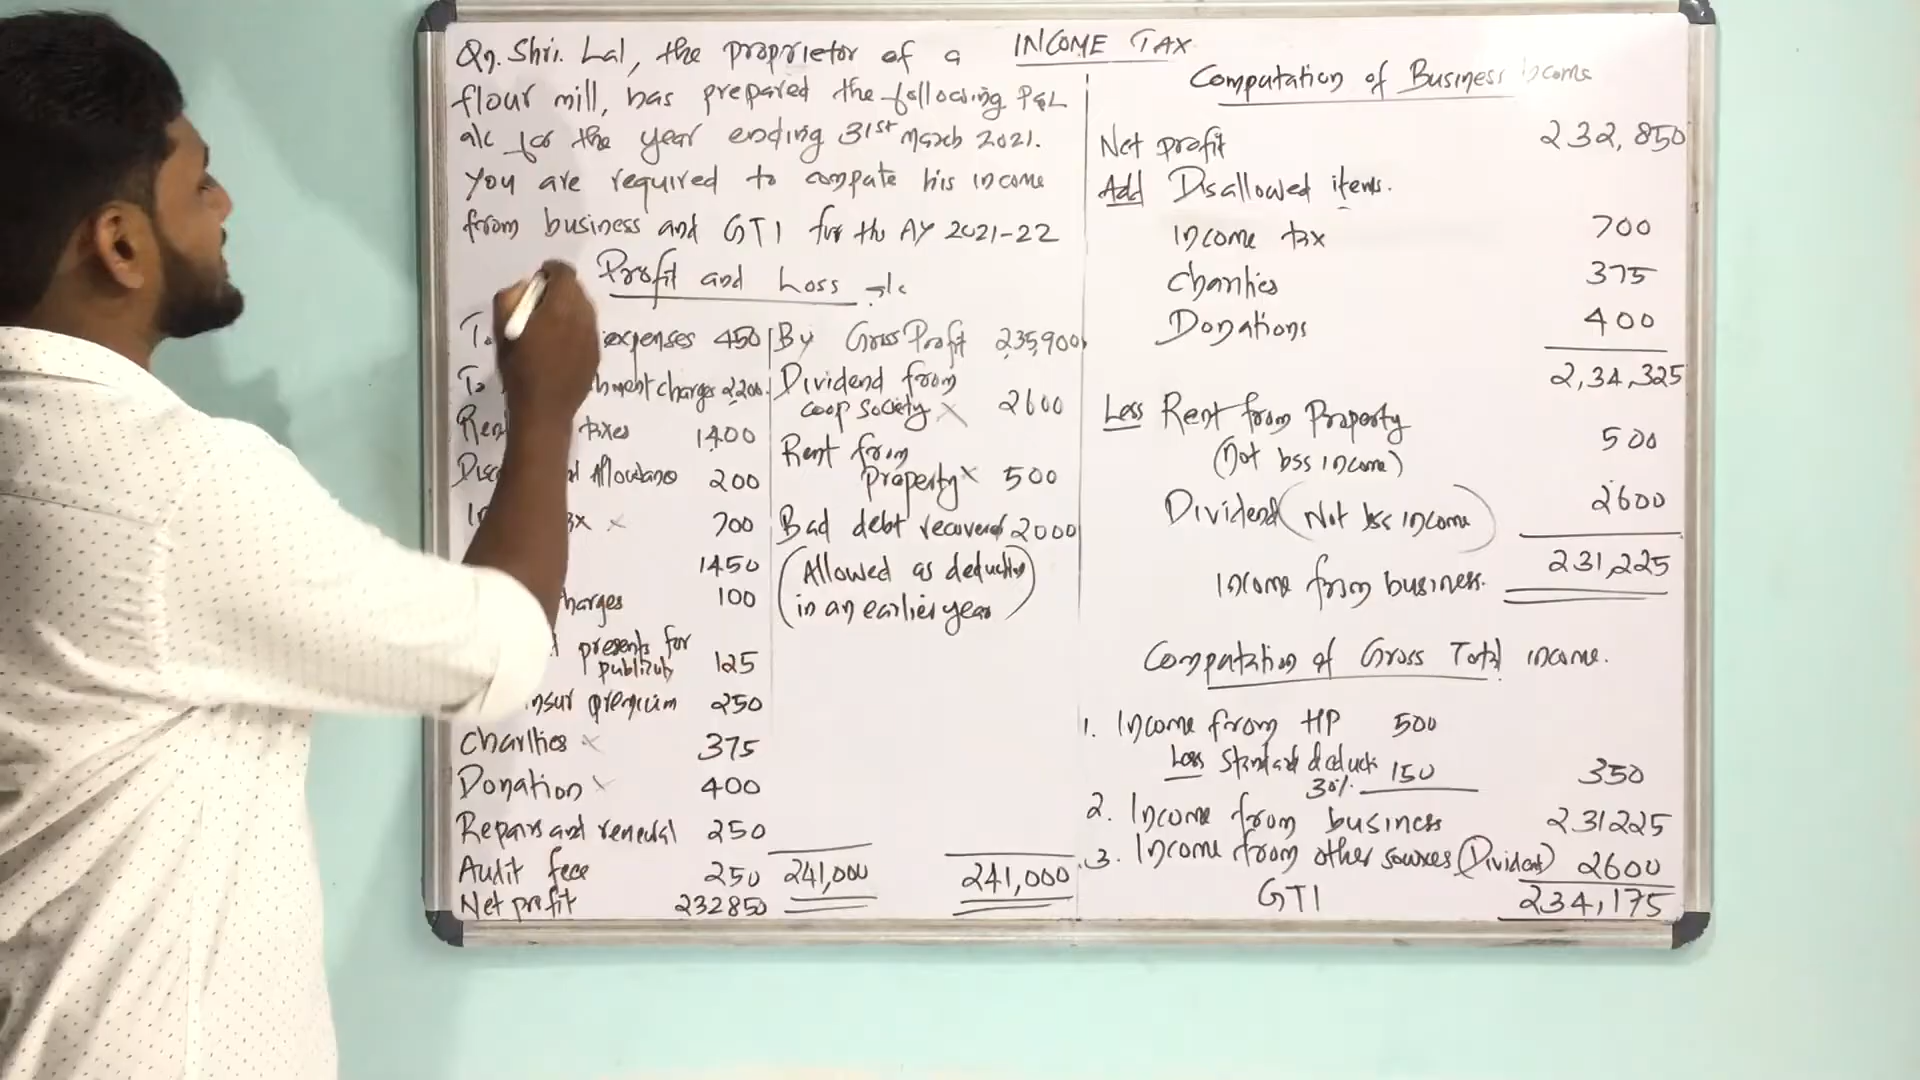 INCOME TAX
Qn. Shri. Lal, the proprietor of a
flour mill, has prepared the following P&L
a/c for the year ending 31st March 2021.
You are required to compute his income
from business and GTI for the AY 2021-22
Profit and Loss a/c
expenses 450
charges 2200
taxes 1400
Allowance 200
700
1450
charges 100
presents for
publicity 125
insur premium 250
Charities × 375
Donation × 400
Repairs and renewal 250
Audit fee 250
Net profit 232850
241,000
By Gross Profit 235,900
Dividend from
coop society × 2600
Rent from
property × 500
Bad debt recovered 2000
(Allowed as deduction
in an earlier year)
241,000
Computation of Business Income
Net profit 232,850
Add Disallowed items.
Income tax 700
Charities 375
Donations 400
2,34,325
Less Rent from Property
(not bss income) 500
Dividend (Not bss income) 2600
Income from business. 231,225
Computation of Gross Total income.
1. Income from HP 500
Less Standard deduct
30%. 150 350
2. Income from business 231225
3. Income from other sources (Dividend) 2600
GTI 234,175